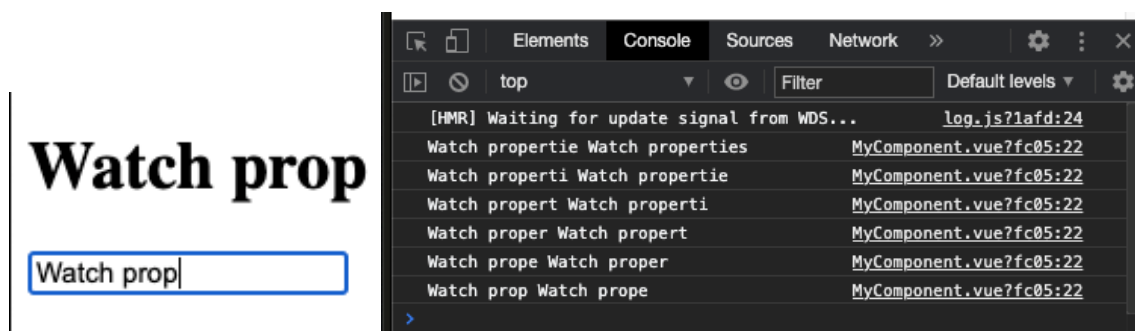 Watch prop
Watch prop
Elements Console Sources Network »
top Filter Default levels ▼
[HMR] Waiting for update signal from WDS... log.js?1afd:24
Watch propertie Watch properties MyComponent.vue?fc05:22
Watch properti Watch propertie MyComponent.vue?fc05:22
Watch propert Watch properti MyComponent.vue?fc05:22
Watch proper Watch propert MyComponent.vue?fc05:22
Watch prope Watch proper MyComponent.vue?fc05:22
Watch prop Watch prope MyComponent.vue?fc05:22